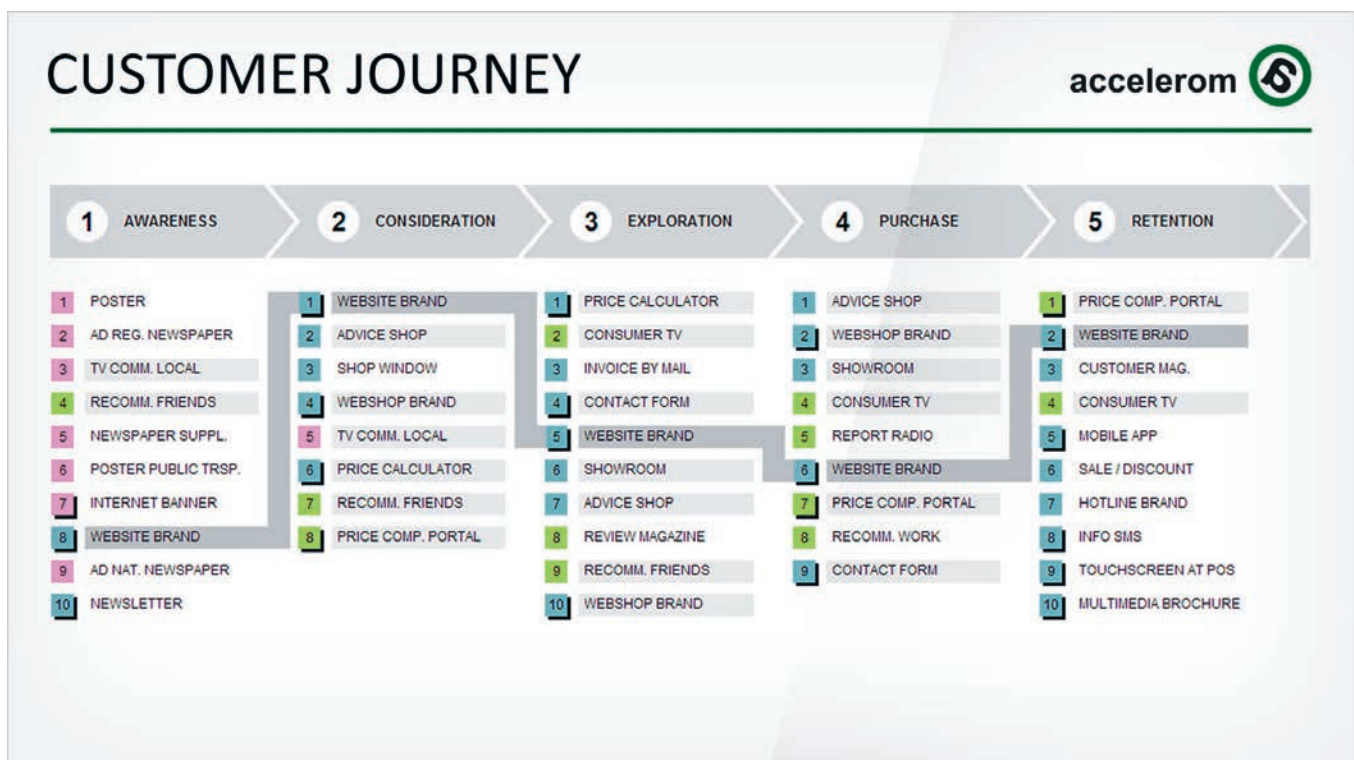 CUSTOMER JOURNEY
accelerom
1 AWARENESS
1 POSTER
2 AD REG. NEWSPAPER
3 TV COMM. LOCAL
4 RECOMM. FRIENDS
5 NEWSPAPER SUPPL.
6 POSTER PUBLIC TRSP.
7 INTERNET BANNER
8 WEBSITE BRAND
9 AD NAT. NEWSPAPER
10 NEWSLETTER
2 CONSIDERATION
1 WEBSITE BRAND
2 ADVICE SHOP
3 SHOP WINDOW
4 WEBSHOP BRAND
5 TV COMM. LOCAL
6 PRICE CALCULATOR
7 RECOMM. FRIENDS
8 PRICE COMP. PORTAL
3 EXPLORATION
1 PRICE CALCULATOR
2 CONSUMER TV
3 INVOICE BY MAIL
4 CONTACT FORM
5 WEBSITE BRAND
6 SHOWROOM
7 ADVICE SHOP
8 REVIEW MAGAZINE
9 RECOMM. FRIENDS
10 WEBSHOP BRAND
4 PURCHASE
1 ADVICE SHOP
2 WEBSHOP BRAND
3 SHOWROOM
4 CONSUMER TV
5 REPORT RADIO
6 WEBSITE BRAND
7 PRICE COMP. PORTAL
8 RECOMM. WORK
9 CONTACT FORM
5 RETENTION
1 PRICE COMP. PORTAL
2 WEBSITE BRAND
3 CUSTOMER MAG.
4 CONSUMER TV
5 MOBILE APP
6 SALE / DISCOUNT
7 HOTLINE BRAND
8 INFO SMS
9 TOUCHSCREEN AT POS
10 MULTIMEDIA BROCHURE